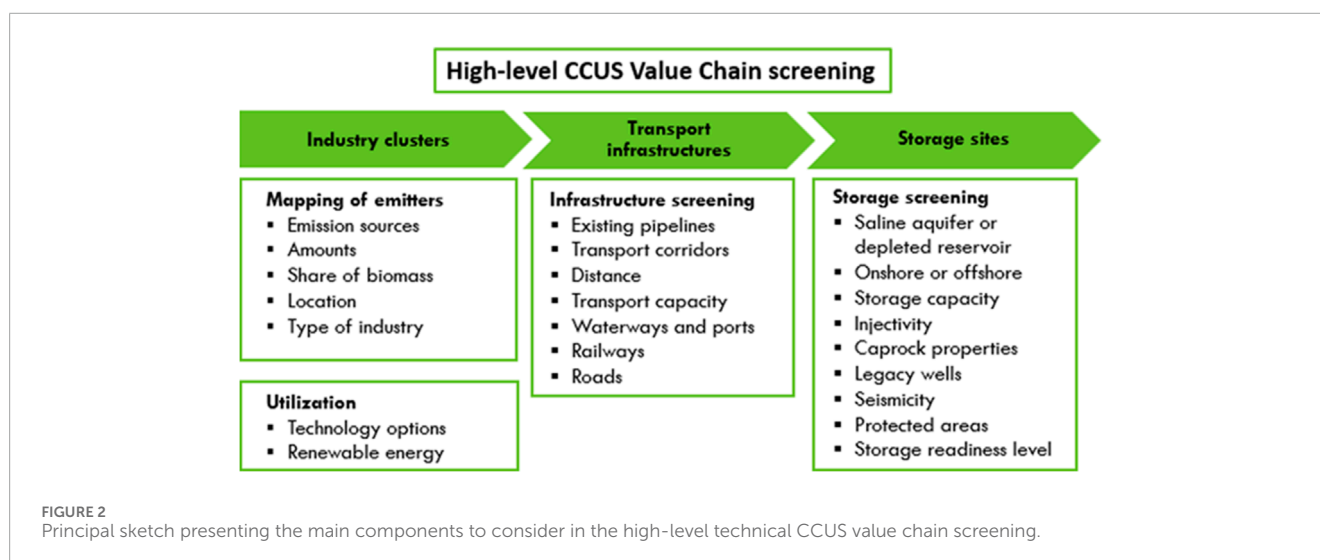 High-level CCUS Value Chain screening
Industry clusters
Transport
infrastructures
Storage sites
Mapping of emitters
▪ Emission sources
▪ Amounts
▪ Share of biomass
▪ Location
▪ Type of industry
Utilization
▪ Technology options
▪ Renewable energy
Infrastructure screening
▪ Existing pipelines
▪ Transport corridors
▪ Distance
▪ Transport capacity
▪ Waterways and ports
▪ Railways
▪ Roads
Storage screening
▪ Saline aquifer or
depleted reservoir
▪ Onshore or offshore
▪ Storage capacity
▪ Injectivity
▪ Caprock properties
▪ Legacy wells
▪ Seismicity
▪ Protected areas
▪ Storage readiness level
FIGURE 2
Principal sketch presenting the main components to consider in the high-level technical CCUS value chain screening.